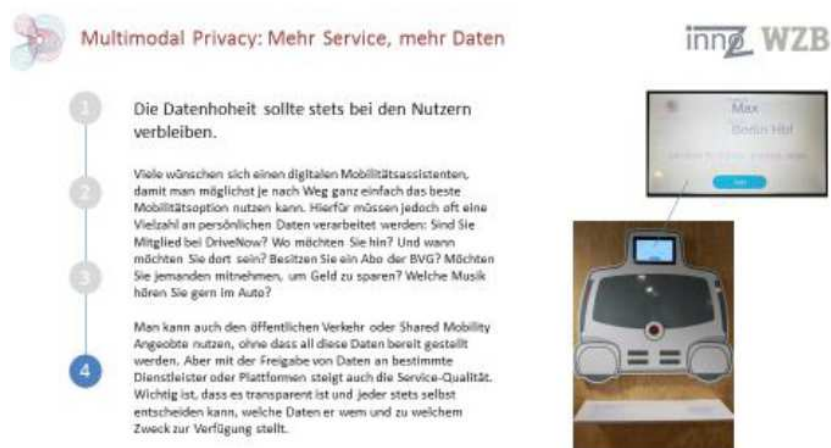 Multimodal Privacy: Mehr Service, mehr Daten
innoZ WZB
1
Die Datenhoheit sollte stets bei den Nutzern
verbleiben.
Max
Berlin Hbf
Viele wünschen sich einen digitalen Mobilitätsassistenten,
damit man möglichst je nach Weg ganz einfach das beste
2
Mobilitätsoption nutzen kann. Hierfür müssen jedoch oft eine
Vielzahl an persönlichen Daten verarbeitet werden: Sind Sie
Mitglied bei DriveNow? Wo möchten Sie hin? Und wann
möchten Sie dort sein? Besitzen Sie ein Abo der BVG? Möchten
3
Sie jemanden mitnehmen, um Geld zu sparen? Welche Musik
hören Sie gern im Auto?
Man kann auch den öffentlichen Verkehr oder Shared Mobility
Angeobte nutzen, ohne dass all diese Daten bereit gestellt
4
werden. Aber mit der Freigabe von Daten an bestimmte
Dienstleister oder Plattformen steigt auch die Service-Qualität.
Wichtig ist, dass es transparent ist und jeder stets selbst
entscheiden kann, welche Daten er wem und zu welchem
Zweck zur Verfügung stellt.